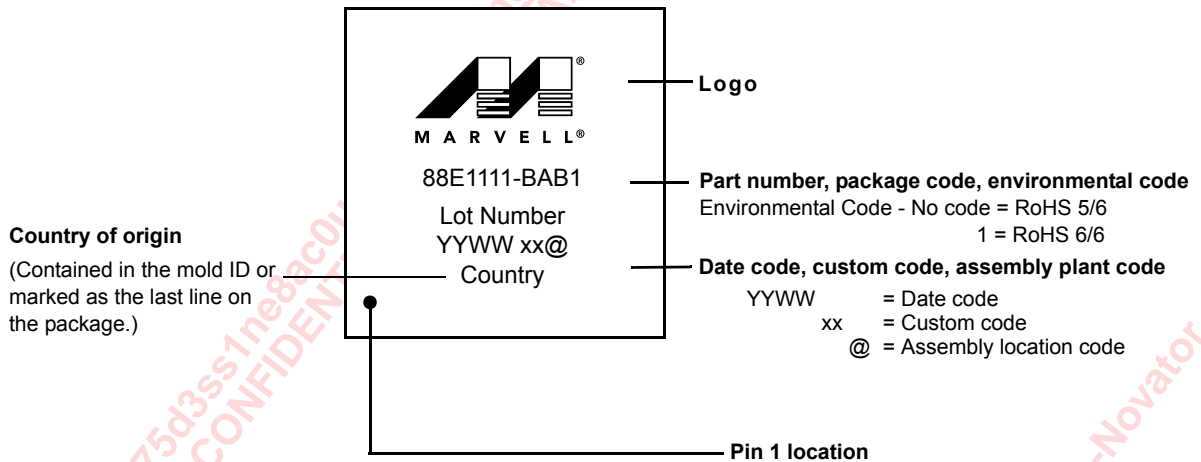 MARVELL®
®
Logo
88E1111-BAB1
Part number, package code, environmental code
Environmental Code - No code = RoHS 5/6
1 = RoHS 6/6
Lot Number
YYWW xx@
Country
Country of origin
(Contained in the mold ID or
marked as the last line on
the package.)
Date code, custom code, assembly plant code
YYWW = Date code
xx = Custom code
@ = Assembly location code
Pin 1 location